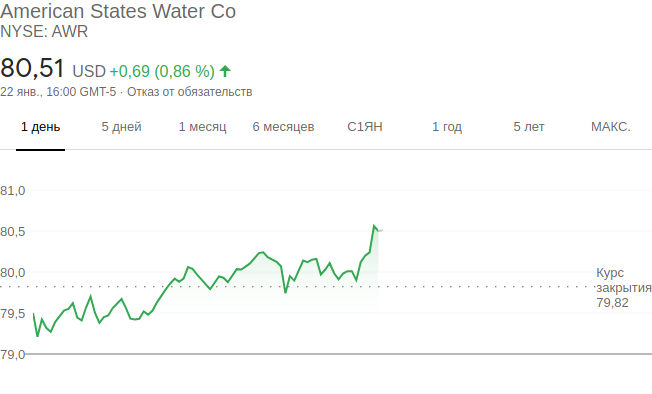 American States Water Co
NYSE: AWR
80,51 USD +0,69 (0,86 %)
22 янв., 16:00 GMT-5 · Отказ от обязательств
1 день 5 дней 1 месяц 6 месяцев С1ЯН 1 год 5 лет МАКС.
81,0
80,5
80,0
79,5
79,0
Курс
закрытия
79,82